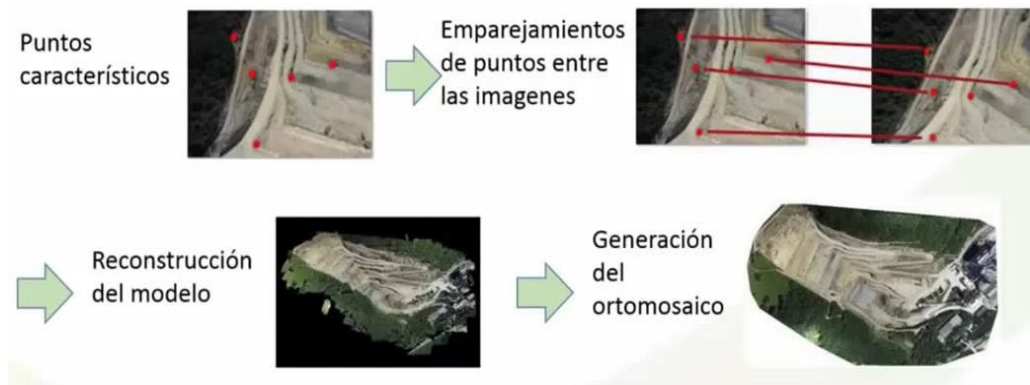 Puntos
característicos
Emparejamientos
de puntos entre
las imagenes
Reconstrucción
del modelo
Generación
del
ortomosaico